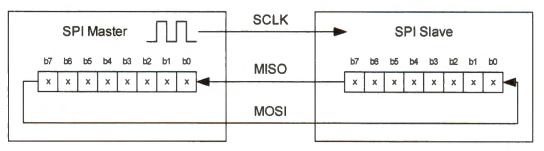 SCLK
SPI Master SPI Slave
b7 b6 b5 b4 b3 b2 b1 b0 MISO b7 b6 b5 b4 b3 b2 b1 b0
x x x x x x x x x x x x x x x x
MOSI